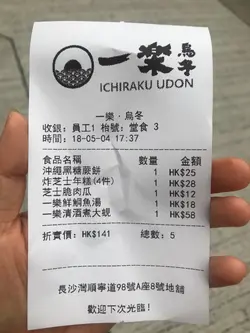 一樂 烏冬
ICHIRAKU UDON
一樂·烏冬
收銀: 員工1 枱號: 堂食 3
時間: 18-05-04 17:37
食品名稱 數量 金額
沖繩黑糖蕨餅 1 HK$25
炸芝士年糕(4件) 1 HK$28
芝士脆肉瓜 1 HK$12
一樂鮮鯛魚湯 1 HK$18
一樂清酒煮大蜆 1 HK$58
折實價: HK$141 總數: 5
長沙灣順寧道98號A座8號地舖
歡迎下次光臨!